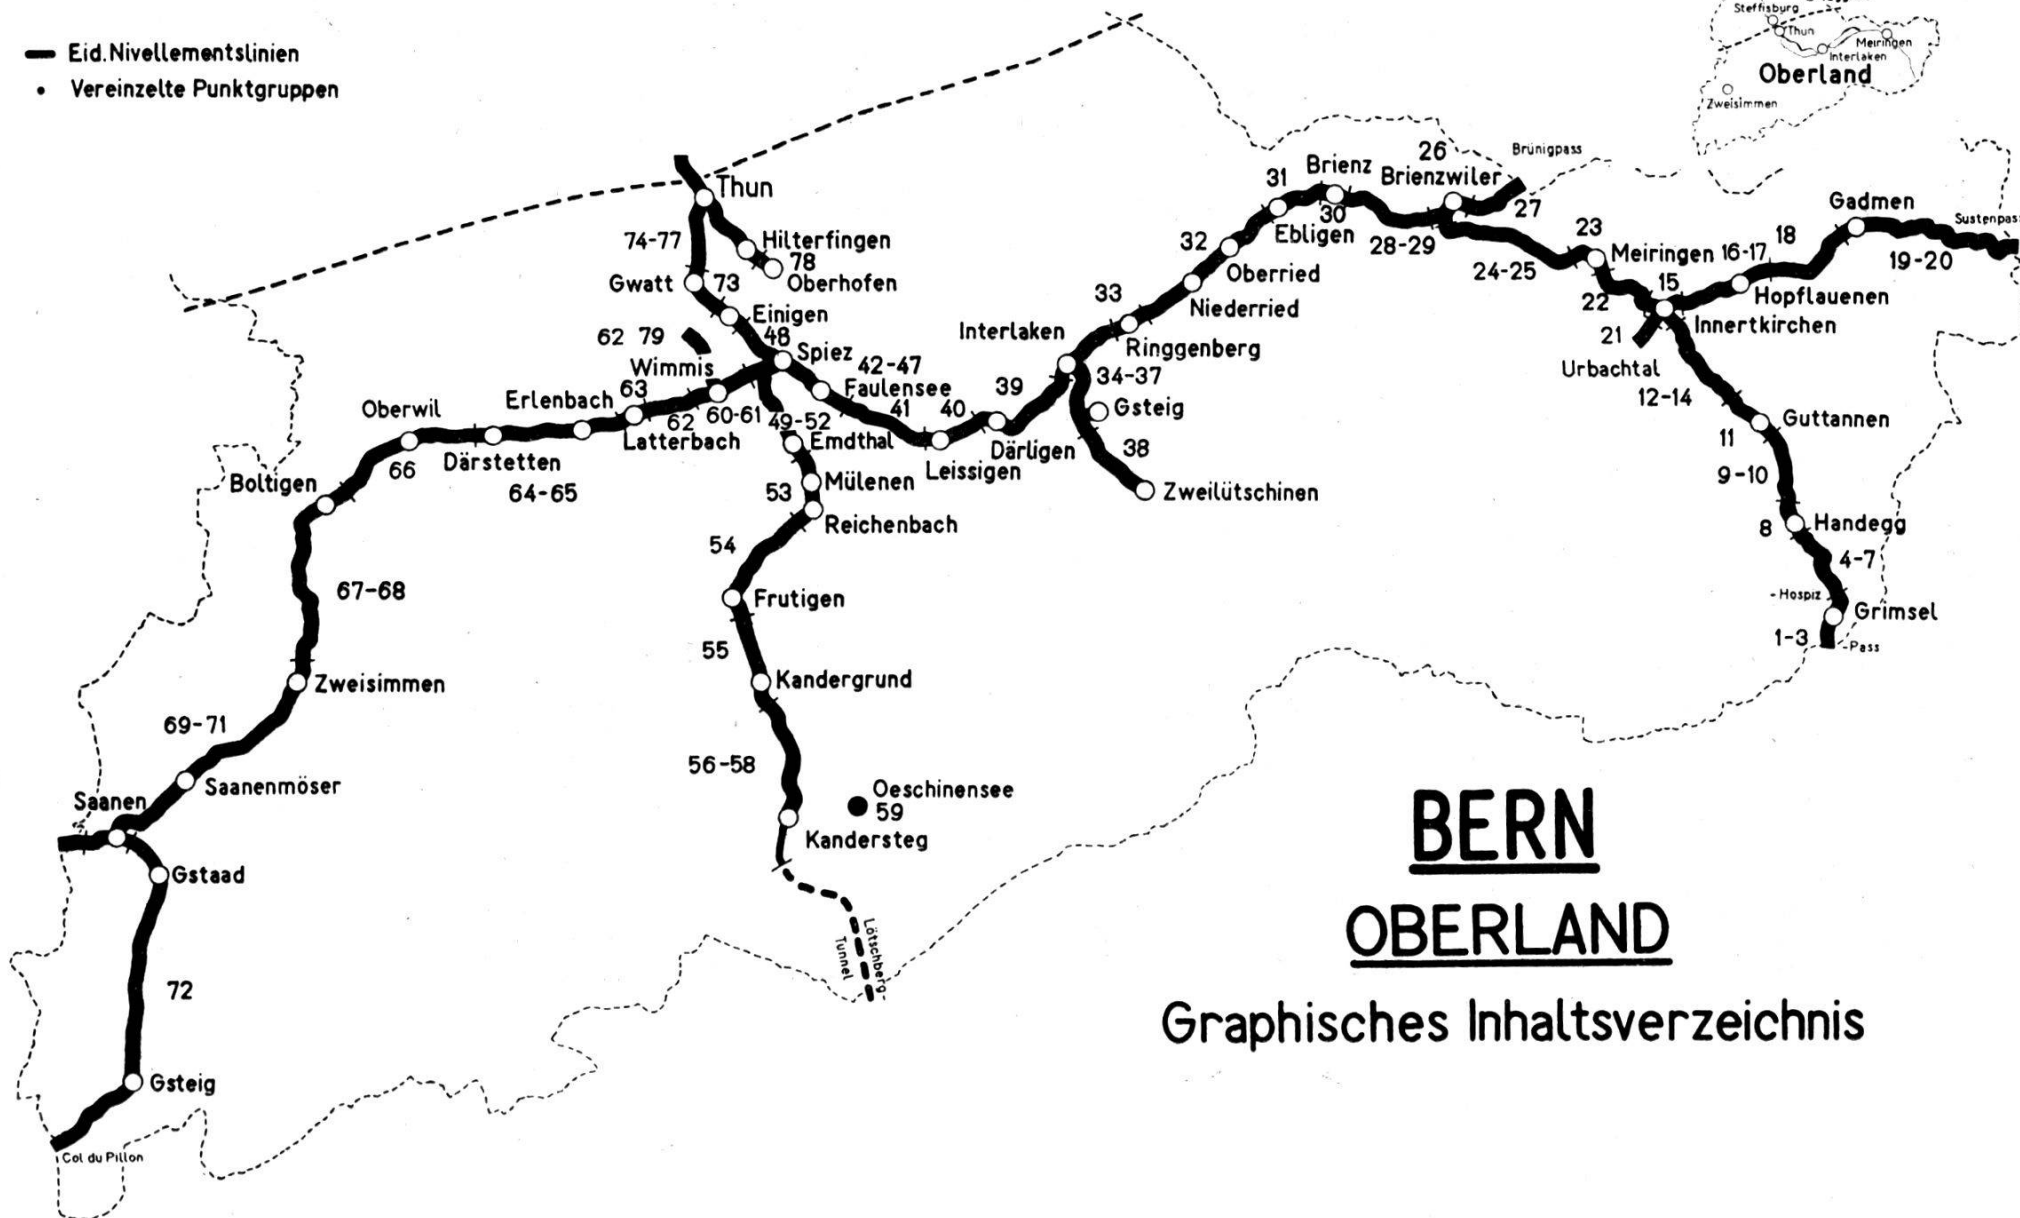 Eid.Nivellementslinien
Vereinzelte Punktgruppen
Steffisburg
Thun
Meiringen
Interlaken
Oberland
Zweisimmen
Thun
74-77
Hilterfingen
78
Oberhofen
Gwatt
73
Einigen
62 79
48
Wimmis
Spiez
42-47
Faulensee
Erlenbach
63
62
60-61
49-52
Latterbach
Oberwil
Därstetten
64-65
66
Boltigen
67-68
Zweisimmen
69-71
Saanenmöser
Saanen
Gstaad
72
Gsteig
Col du Pillon
Emdthal
Mülenen
53
Reichenbach
54
Frutigen
55
Kandergrund
56-58
Oeschinensee
59
Kandersteg
Lötschberg-
Tunnel
41
40
39
Leissigen
Därligen
Interlaken
34-37
Gsteig
38
Zweilütschinen
33
Ringgenberg
Niederried
32
Oberried
31
Ebligen
Brienz
30
26
Brienzwiler
Brünigpass
27
28-29
24-25
23
Meiringen
22
15
16-17
18
Gadmen
Sustenpass
19-20
Hopflauenen
Innertkirchen
21
Urbachtal
12-14
Guttannen
11
9-10
8
Handegg
4-7
-Hospiz
Grimsel
1-3
-Pass
BERN
OBERLAND
Graphisches Inhaltsverzeichnis